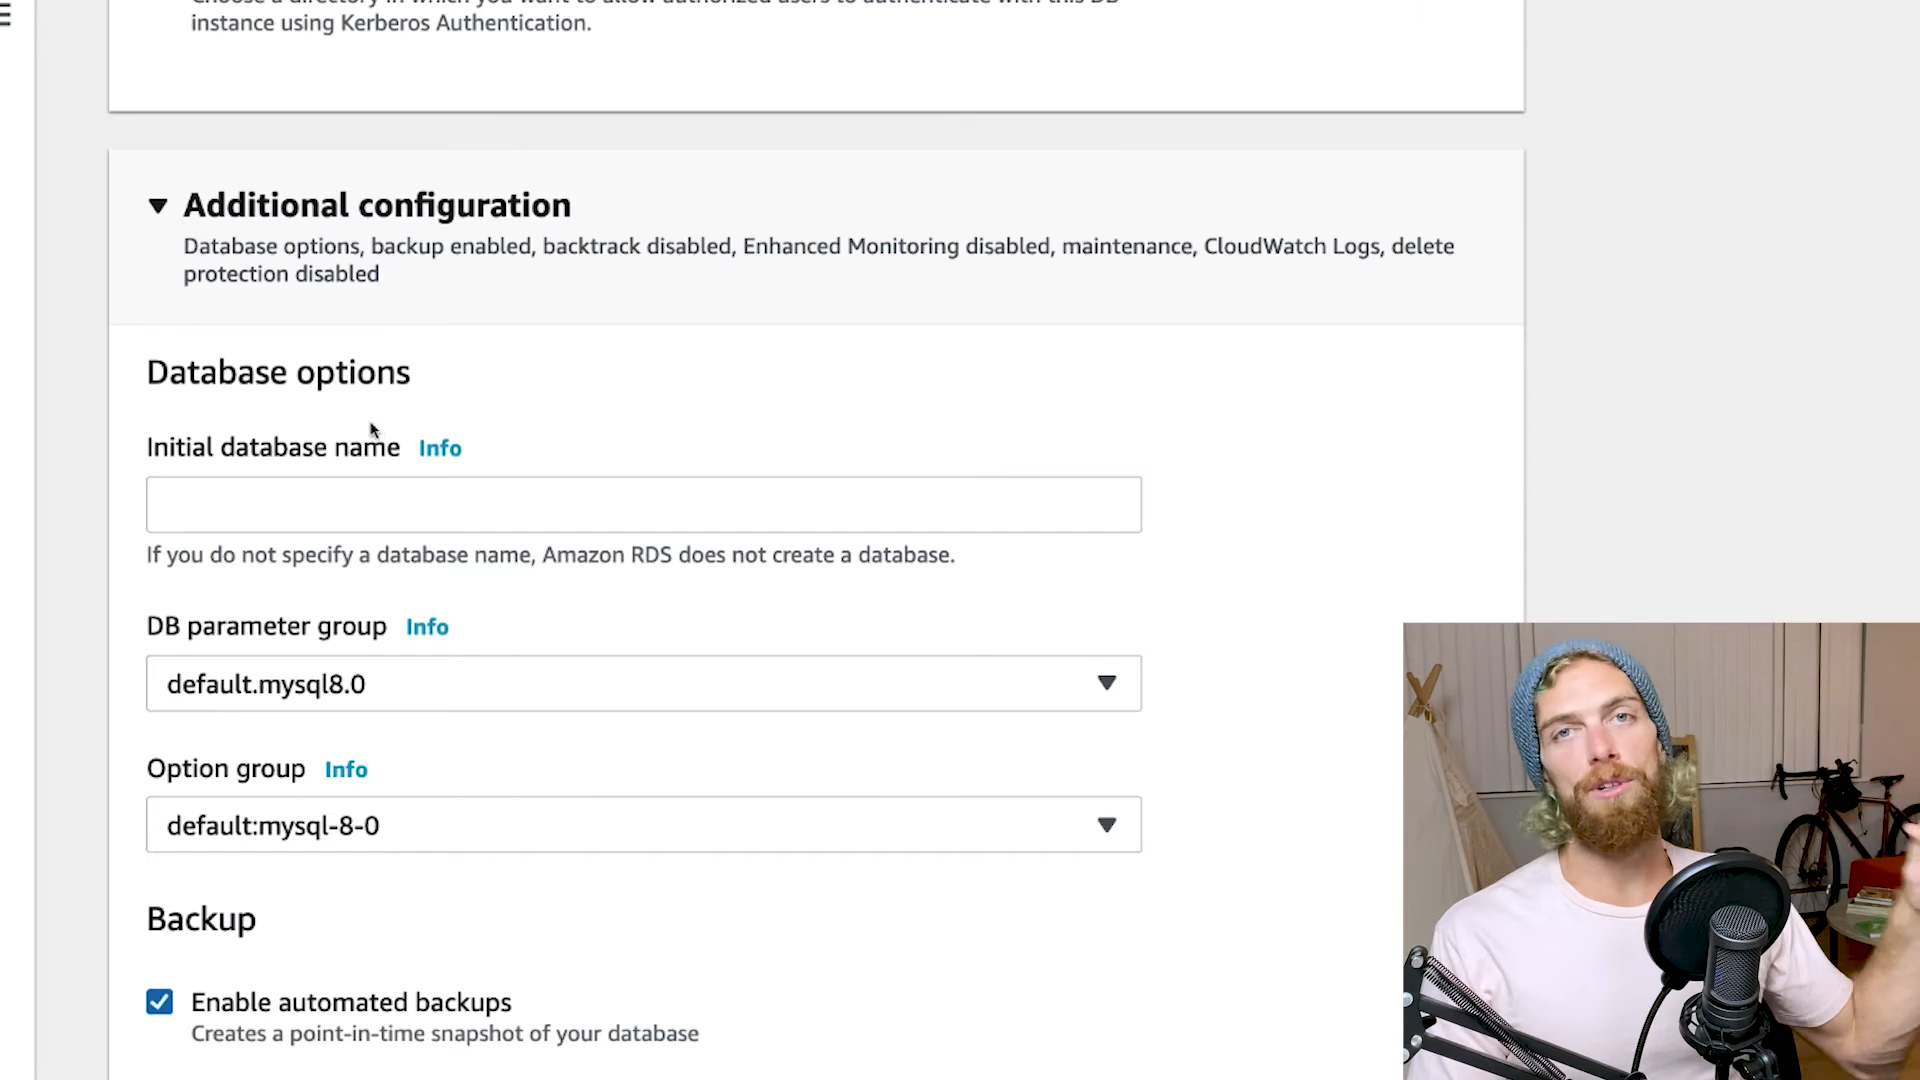 instance using Kerberos Authentication.
Additional configuration
Database options, backup enabled, backtrack disabled, Enhanced Monitoring disabled, maintenance, CloudWatch Logs, delete
protection disabled
Database options
Initial database name Info
If you do not specify a database name, Amazon RDS does not create a database.
DB parameter group Info
default.mysql8.0
Option group Info
default:mysql-8-0
Backup
Enable automated backups
Creates a point-in-time snapshot of your database